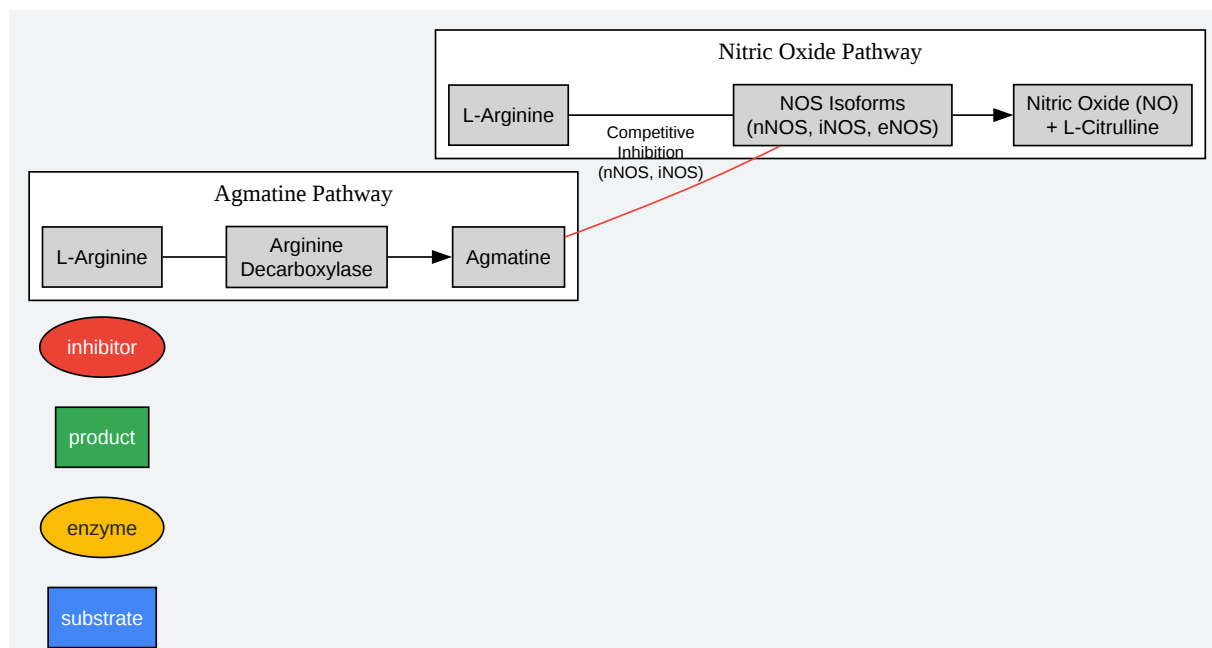 Nitric Oxide Pathway
L-Arginine
NOS Isoforms
(nNOS, iNOS, eNOS)
Nitric Oxide (NO)
+ L-Citrulline
Competitive
Inhibition
(nNOS, iNOS)
Agmatine Pathway
L-Arginine
Arginine
Decarboxylase
Agmatine
inhibitor
product
enzyme
substrate